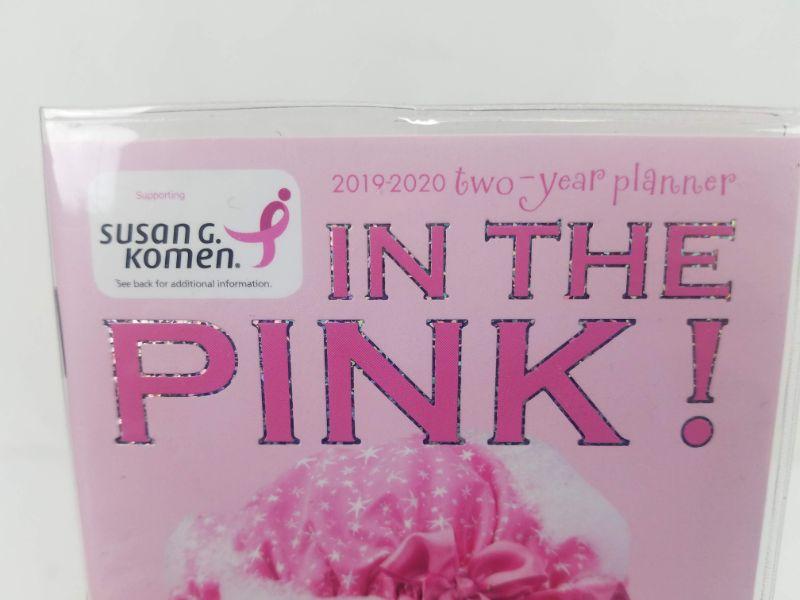 Supporting
susan G.
komen.
See back for additional information.
2019-2020 two-year planner
IN THE
PINK!